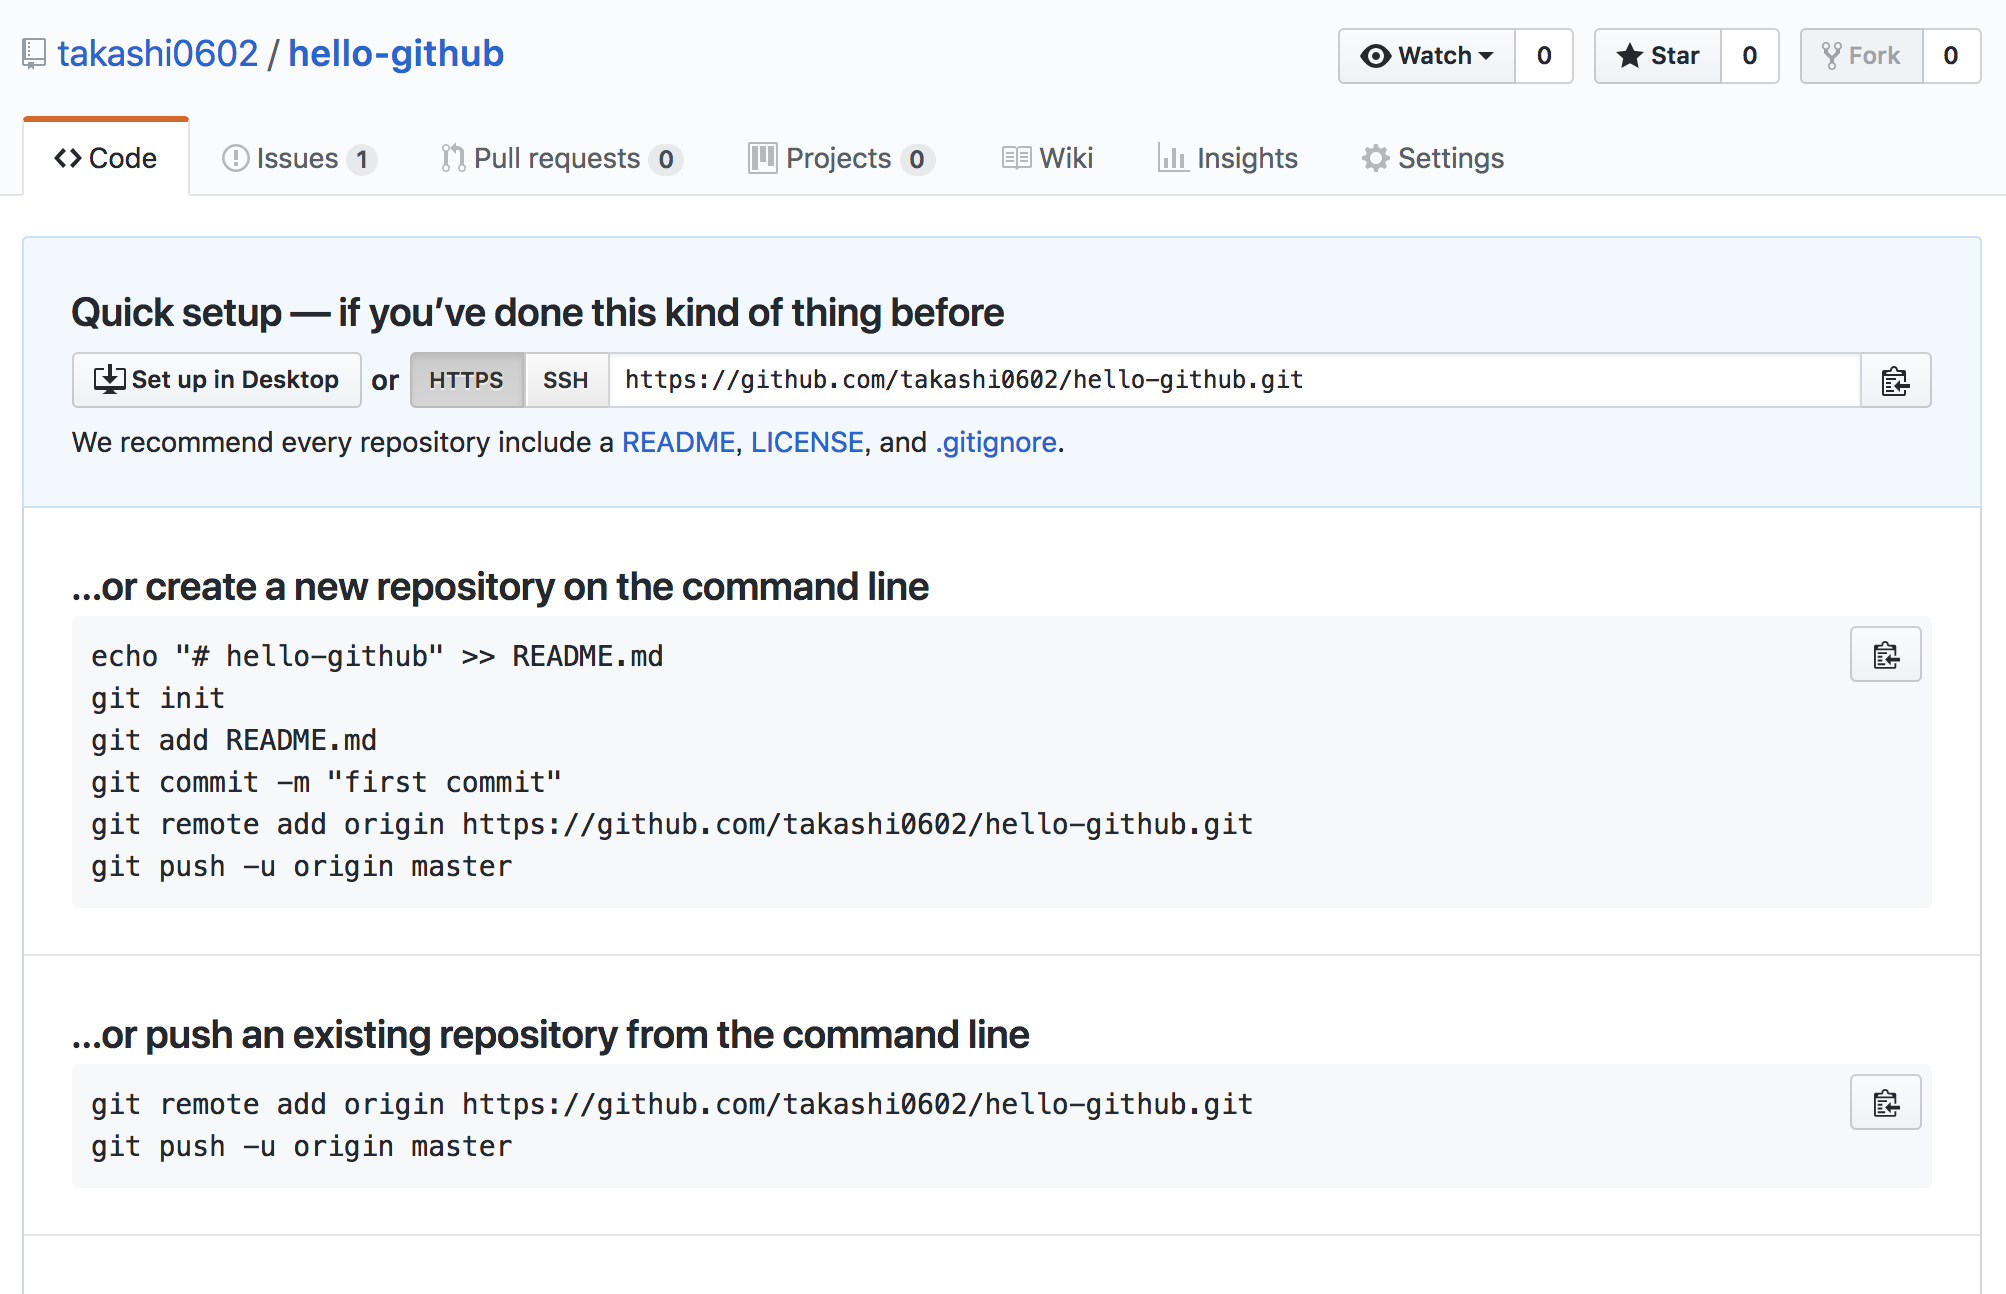 takashi0602 / hello-github
Watch 0 Star 0 Fork 0
Code Issues 1 Pull requests 0 Projects 0 Wiki Insights Settings
Quick setup — if you’ve done this kind of thing before
Set up in Desktop or HTTPS SSH https://github.com/takashi0602/hello-github.git
We recommend every repository include a README, LICENSE, and .gitignore.
…or create a new repository on the command line
echo "# hello-github" >> README.md
git init
git add README.md
git commit -m "first commit"
git remote add origin https://github.com/takashi0602/hello-github.git
git push -u origin master
…or push an existing repository from the command line
git remote add origin https://github.com/takashi0602/hello-github.git
git push -u origin master